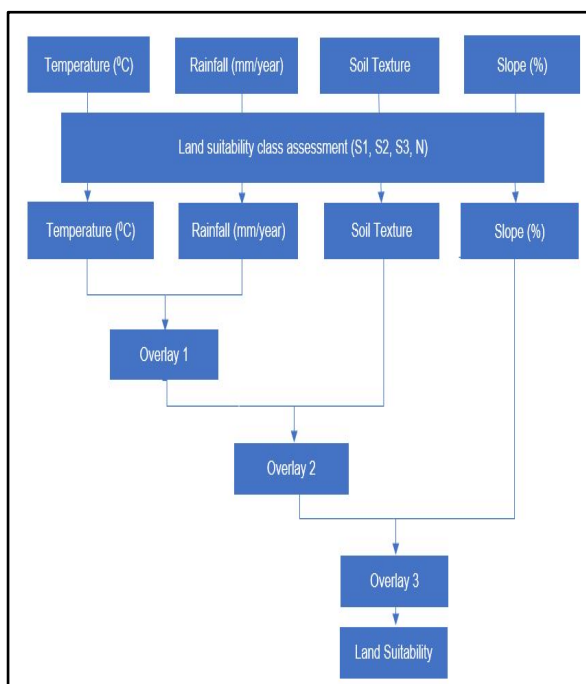 Temperature (⁰C)
Rainfall (mm/year)
Soil Texture
Slope (%)
Land suitability class assessment (S1, S2, S3, N)
Temperature (⁰C)
Rainfall (mm/year)
Soil Texture
Slope (%)
Overlay 1
Overlay 2
Overlay 3
Land Suitability